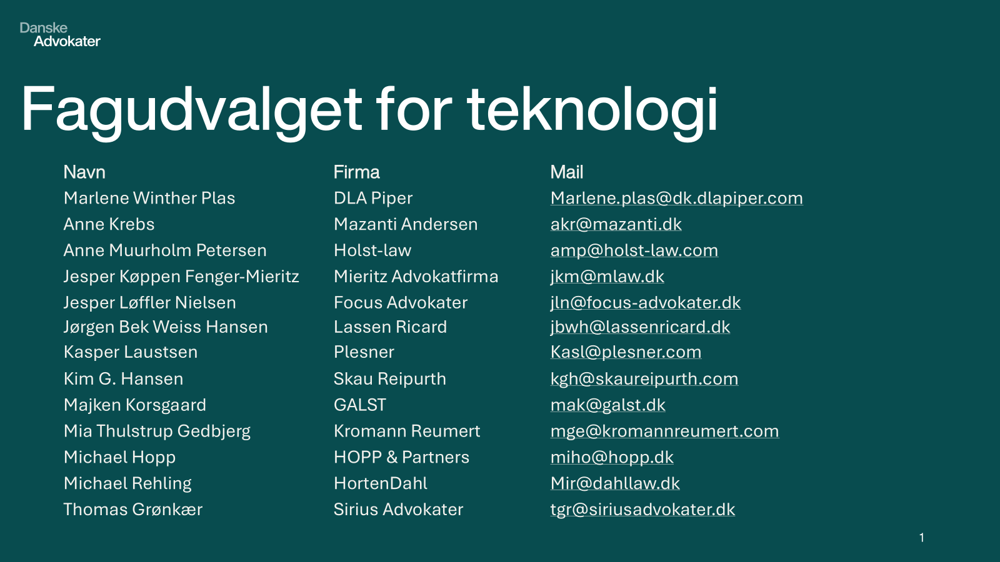 Danske
Advokater
Fagudvalget for teknologi
Navn Firma Mail
Marlene Winther Plas DLA Piper Marlene.plas@dk.dlapiper.com
Anne Krebs Mazanti Andersen akr@mazanti.dk
Anne Muurholm Petersen Holst-law amp@holst-law.com
Jesper Køppen Fenger-Mieritz Mieritz Advokatfirma jkm@mlaw.dk
Jesper Løffler Nielsen Focus Advokater jln@focus-advokater.dk
Jørgen Bek Weiss Hansen Lassen Ricard jbwh@lassenricard.dk
Kasper Laustsen Plesner Kasl@plesner.com
Kim G. Hansen Skau Reipurth kgh@skaureipurth.com
Majken Korsgaard GALST mak@galst.dk
Mia Thulstrup Gedbjerg Kromann Reumert mge@kromannreumert.com
Michael Hopp HOPP & Partners miho@hopp.dk
Michael Rehling HortenDahl Mir@dahllaw.dk
Thomas Grønkær Sirius Advokater tgr@siriusadvokater.dk
1